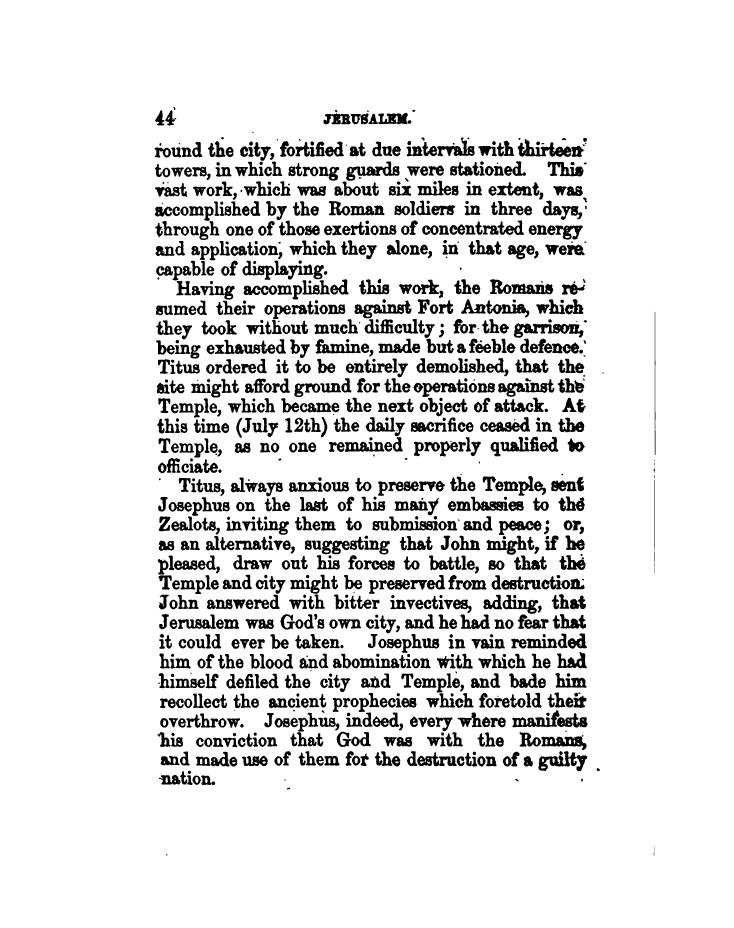 44 JERUSALEM.
round the city, fortified at due intervals with thirteen
towers, in which strong guards were stationed. This
vast work, which was about six miles in extent, was
accomplished by the Roman soldiers in three days,
through one of those exertions of concentrated energy
and application, which they alone, in that age, were
capable of displaying.
Having accomplished this work, the Romans re-
sumed their operations against Fort Antonia, which
they took without much difficulty; for the garrison,
being exhausted by famine, made but a feeble defence.
Titus ordered it to be entirely demolished, that the
site might afford ground for the operations against the
Temple, which became the next object of attack. At
this time (July 12th) the daily sacrifice ceased in the
Temple, as no one remained properly qualified to
officiate.
Titus, always anxious to preserve the Temple, sent
Josephus on the last of his many embassies to the
Zealots, inviting them to submission and peace; or,
as an alternative, suggesting that John might, if he
pleased, draw out his forces to battle, so that the
Temple and city might be preserved from destruction.
John answered with bitter invectives, adding, that
Jerusalem was God's own city, and he had no fear that
it could ever be taken. Josephus in vain reminded
him of the blood and abomination with which he had
himself defiled the city and Temple, and bade him
recollect the ancient prophecies which foretold their
overthrow. Josephus, indeed, every where manifests
his conviction that God was with the Romans,
and made use of them for the destruction of a guilty
nation.